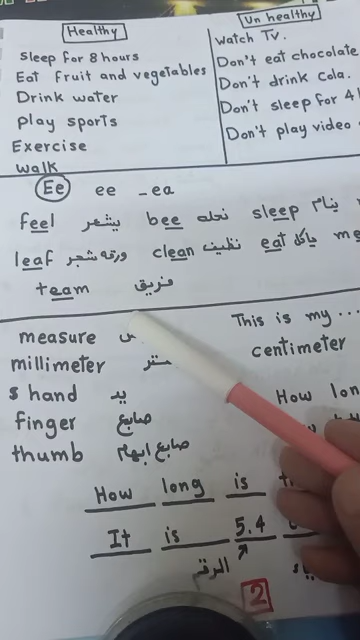 Healthy
Un healthy
Sleep for 8 hours
Eat fruit and vegetables
Drink water
Play sports
Exercise
walk
Watch Tv.
Don't eat chocolate
Don't drink cola.
Don't sleep for 4
Don't play video
Ee ee - ea
feel يشعر bee نحله sleep ينام
leaf ورقه شجر clean نظيف eat ياكل me
team فريق
measure
This is my ...
millimeter
centimeter
$ hand يد
How lon
finger صابع
thumb صابع ابهام
How long is
It is 5.4
الرقم
2